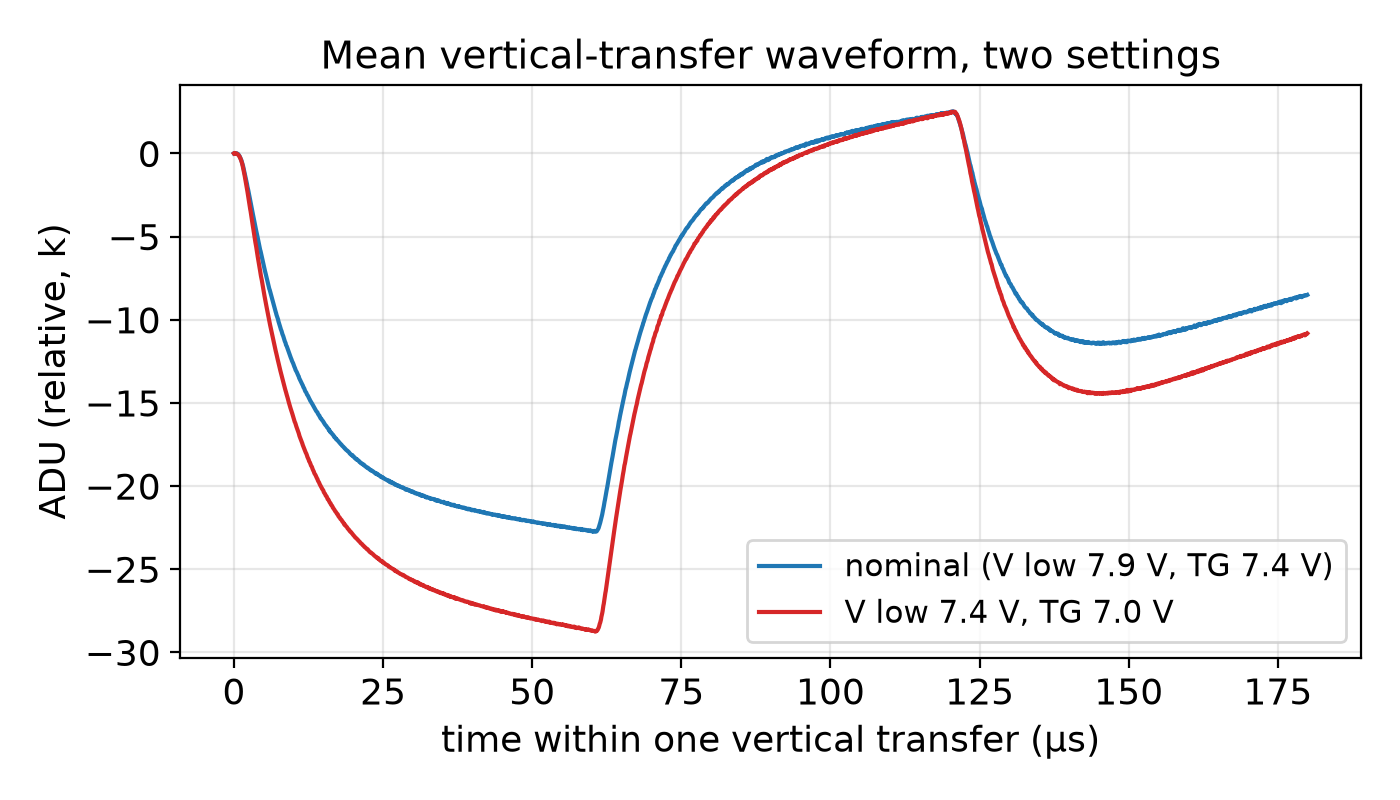 Mean vertical-transfer waveform, two settings
ADU (relative, k)
0
−5
−10
−15
−20
−25
−30
nominal (V low 7.9 V, TG 7.4 V)
V low 7.4 V, TG 7.0 V
0 25 50 75 100 125 150 175
time within one vertical transfer (µs)